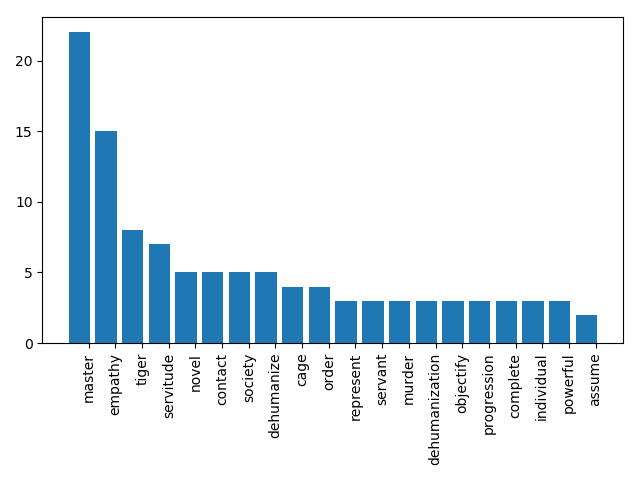 20
15
10
5
0
master
empathy
tiger
servitude
novel
contact
society
dehumanize
cage
order
represent
servant
murder
dehumanization
objectify
progression
complete
individual
powerful
assume